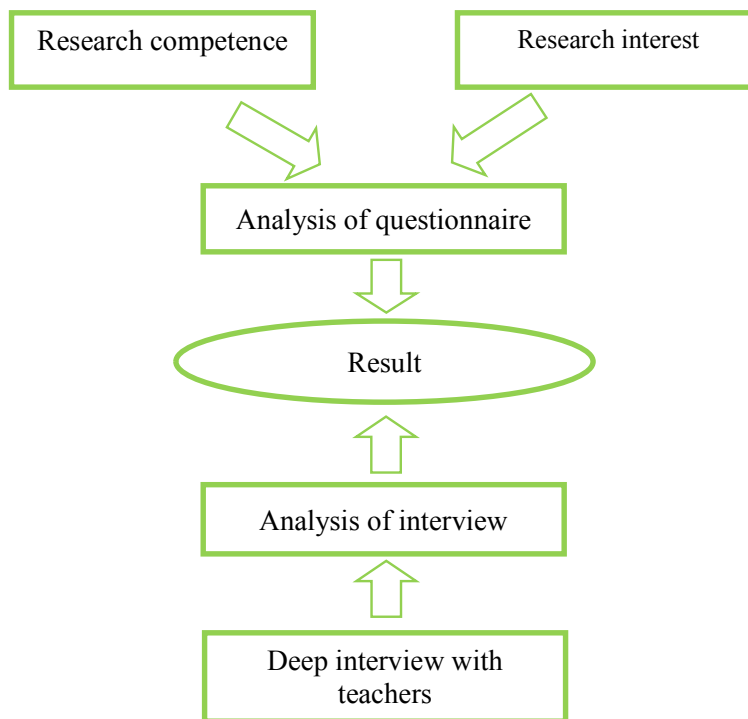 Research competence
Research interest
Analysis of questionnaire
Result
Analysis of interview
Deep interview with
teachers